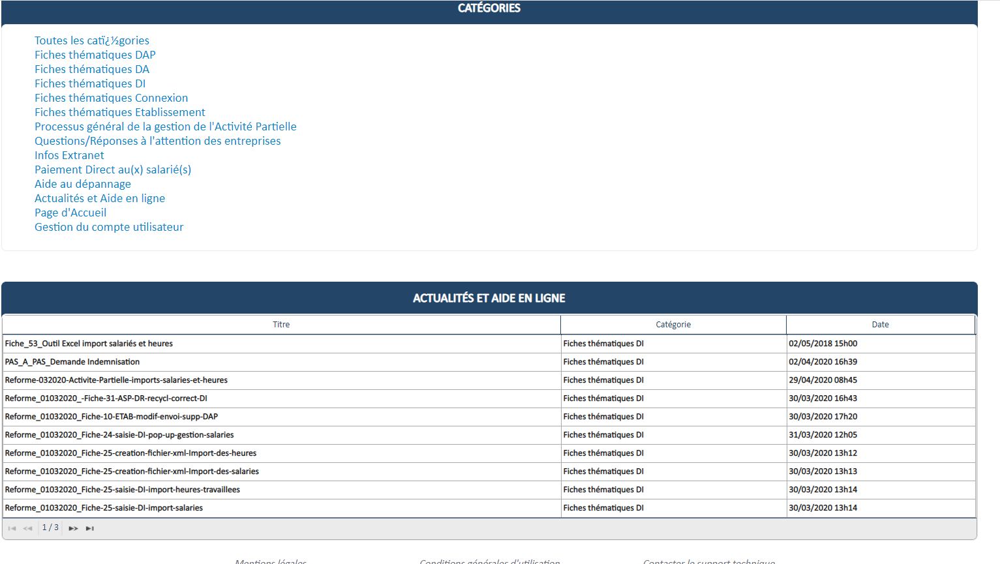 CATÉGORIES
Toutes les catï¿½gories
Fiches thématiques DAP
Fiches thématiques DA
Fiches thématiques DI
Fiches thématiques Connexion
Fiches thématiques Etablissement
Processus général de la gestion de l'Activité Partielle
Questions/Réponses à l'attention des entreprises
Infos Extranet
Paiement Direct au(x) salarié(s)
Aide au dépannage
Actualités et Aide en ligne
Page d'Accueil
Gestion du compte utilisateur
ACTUALITÉS ET AIDE EN LIGNE
Titre Catégorie Date
Fiche_53_Outil Excel import salariés et heures Fiches thématiques DI 02/05/2018 15h00
PAS_A_PAS_Demande Indemnisation Fiches thématiques DI 02/04/2020 16h39
Reforme-032020-Activite-Partielle-imports-salaries-et-heures Fiches thématiques DI 29/04/2020 08h45
Reforme_01032020_-Fiche-31-ASP-DR-recycl-correct-DI Fiches thématiques DI 30/03/2020 16h43
Reforme_01032020_Fiche-10-ETAB-modif-envoi-supp-DAP Fiches thématiques DI 30/03/2020 17h20
Reforme_01032020_Fiche-24-saisie-DI-pop-up-gestion-salaries Fiches thématiques DI 31/03/2020 12h05
Reforme_01032020_Fiche-25-creation-fichier-xml-Import-des-heures Fiches thématiques DI 30/03/2020 13h12
Reforme_01032020_Fiche-25-creation-fichier-xml-Import-des-salaries Fiches thématiques DI 30/03/2020 13h13
Reforme_01032020_Fiche-25-saisie-DI-import-heures-travaillees Fiches thématiques DI 30/03/2020 13h14
Reforme_01032020_Fiche-25-saisie-DI-import-salaries Fiches thématiques DI 30/03/2020 13h14
1 / 3
Mentions légales Conditions générales d'utilisation Contacter le support technique